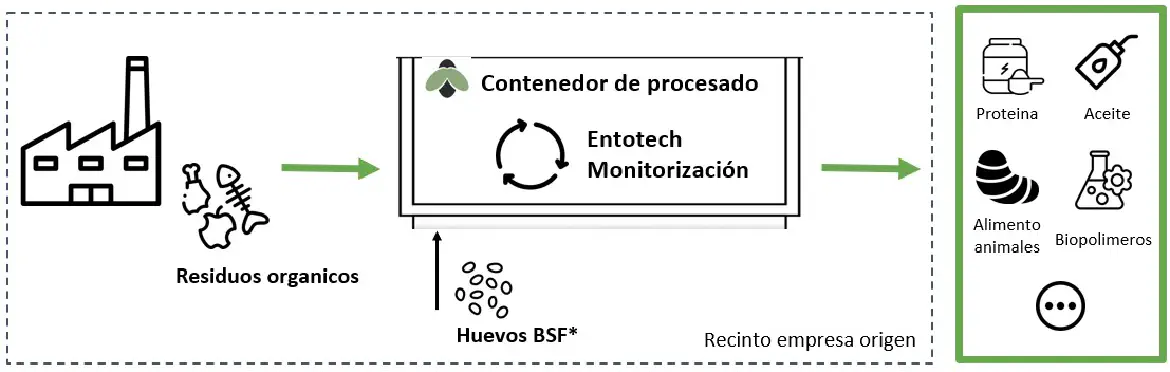 Contenedor de procesado
Entotech
Monitorización
Residuos organicos
Huevos BSF*
Recinto empresa origen
Proteina
Aceite
Alimento
animales
Biopolimeros